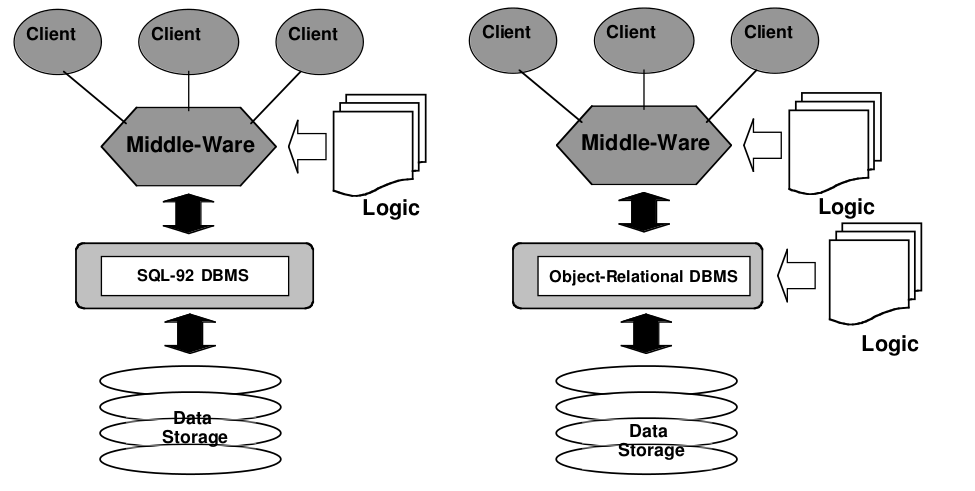 Client
Client
Client
Middle-Ware
Logic
SQL-92 DBMS
Data
Storage
Client
Client
Client
Middle-Ware
Logic
Object-Relational DBMS
Logic
Data
Storage